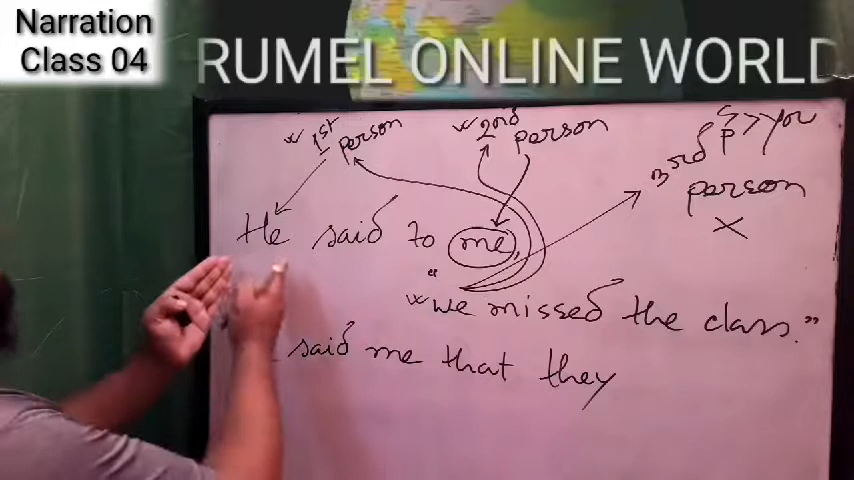 Narration
Class 04
RUMEL ONLINE WORLD
w 1st person
w 2nd person
3rd person
P > you
He said to me,
"we missed the class."
said me that they